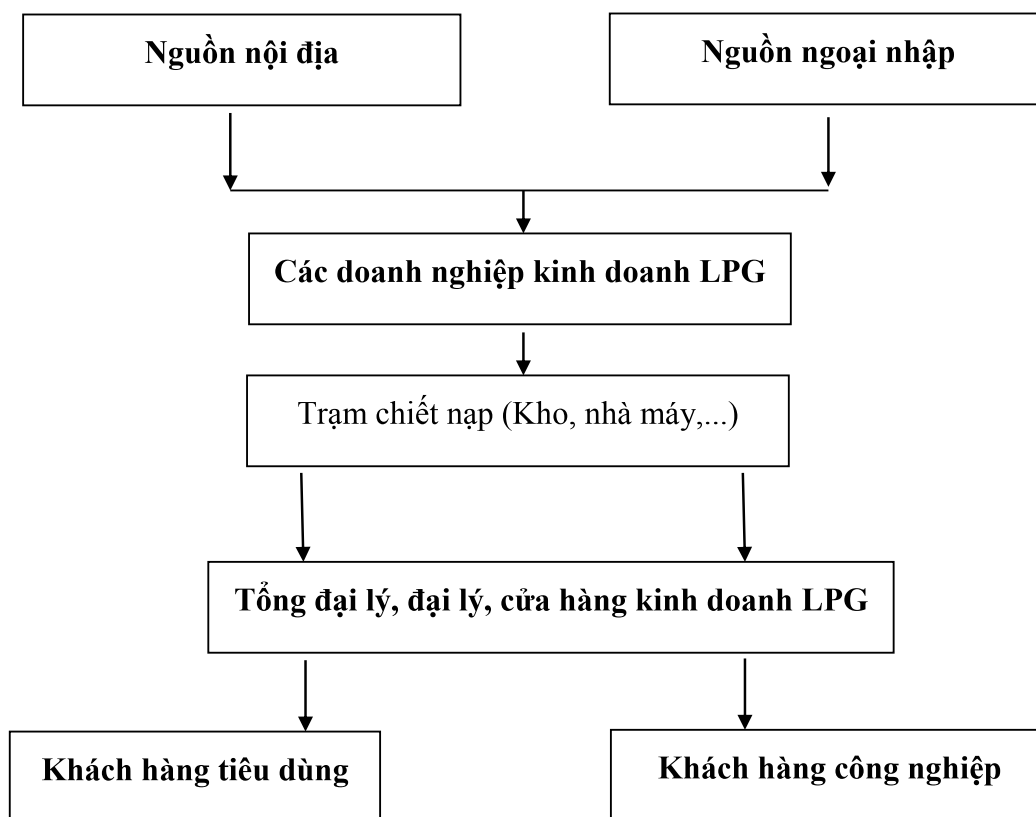 Nguồn nội địa
Nguồn ngoại nhập
Các doanh nghiệp kinh doanh LPG
Trạm chiết nạp (Kho, nhà máy,...)
Tổng đại lý, đại lý, cửa hàng kinh doanh LPG
Khách hàng tiêu dùng
Khách hàng công nghiệp